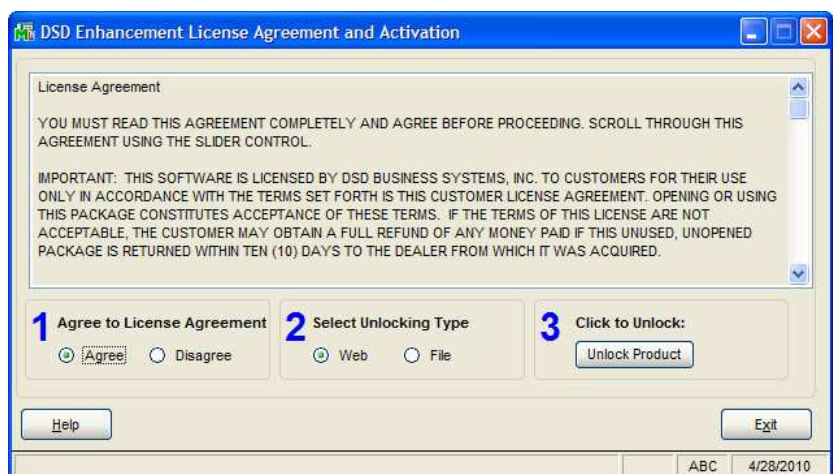 DSD Enhancement License Agreement and Activation
License Agreement
YOU MUST READ THIS AGREEMENT COMPLETELY AND AGREE BEFORE PROCEEDING. SCROLL THROUGH THIS
AGREEMENT USING THE SLIDER CONTROL.
IMPORTANT: THIS SOFTWARE IS LICENSED BY DSD BUSINESS SYSTEMS, INC. TO CUSTOMERS FOR THEIR USE
ONLY IN ACCORDANCE WITH THE TERMS SET FORTH IS THIS CUSTOMER LICENSE AGREEMENT. OPENING OR USING
THIS PACKAGE CONSTITUTES ACCEPTANCE OF THESE TERMS. IF THE TERMS OF THIS LICENSE ARE NOT
ACCEPTABLE, THE CUSTOMER MAY OBTAIN A FULL REFUND OF ANY MONEY PAID IF THIS UNUSED, UNOPENED
PACKAGE IS RETURNED WITHIN TEN (10) DAYS TO THE DEALER FROM WHICH IT WAS ACQUIRED.
1 Agree to License Agreement
Agree Disagree
2 Select Unlocking Type
Web File
3 Click to Unlock:
Unlock Product
Help Exit
ABC 4/28/2010